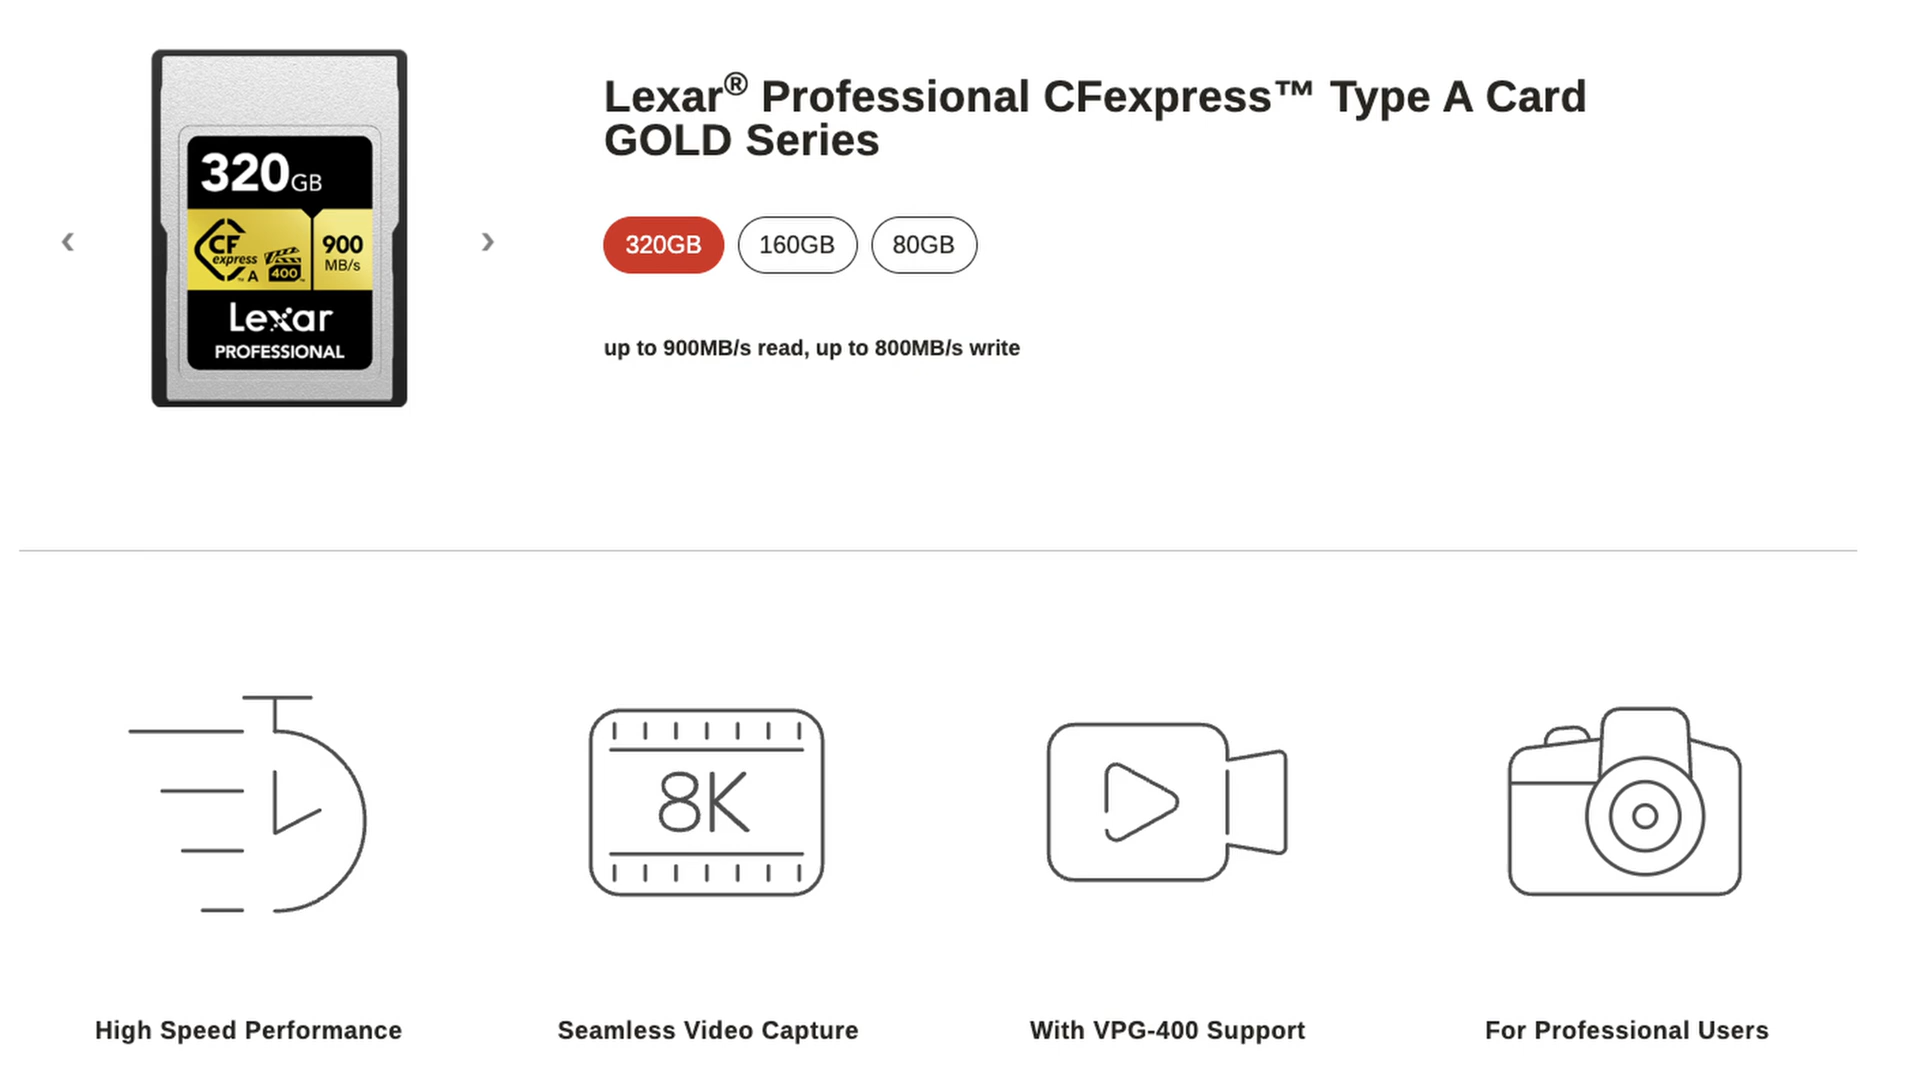 320GB
CF
express
A
400
900
MB/s
Lexar
PROFESSIONAL
‹
›
Lexar® Professional CFexpress™ Type A Card
GOLD Series
320GB 160GB 80GB
up to 900MB/s read, up to 800MB/s write
8K
High Speed Performance
Seamless Video Capture
With VPG-400 Support
For Professional Users